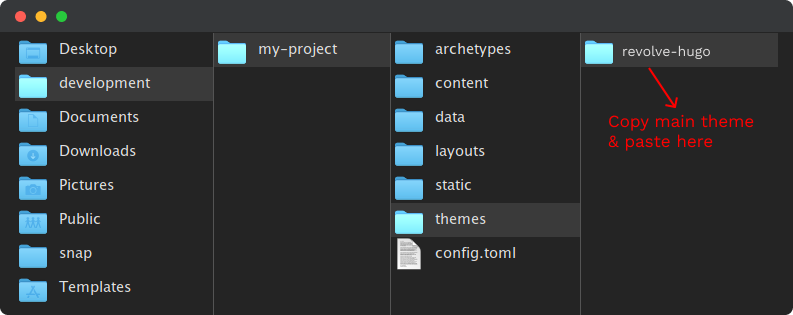 Desktop
development
Documents
Downloads
Pictures
Public
snap
Templates
my-project
archetypes
content
data
layouts
static
themes
config.toml
revolve-hugo
Copy main theme
& paste here